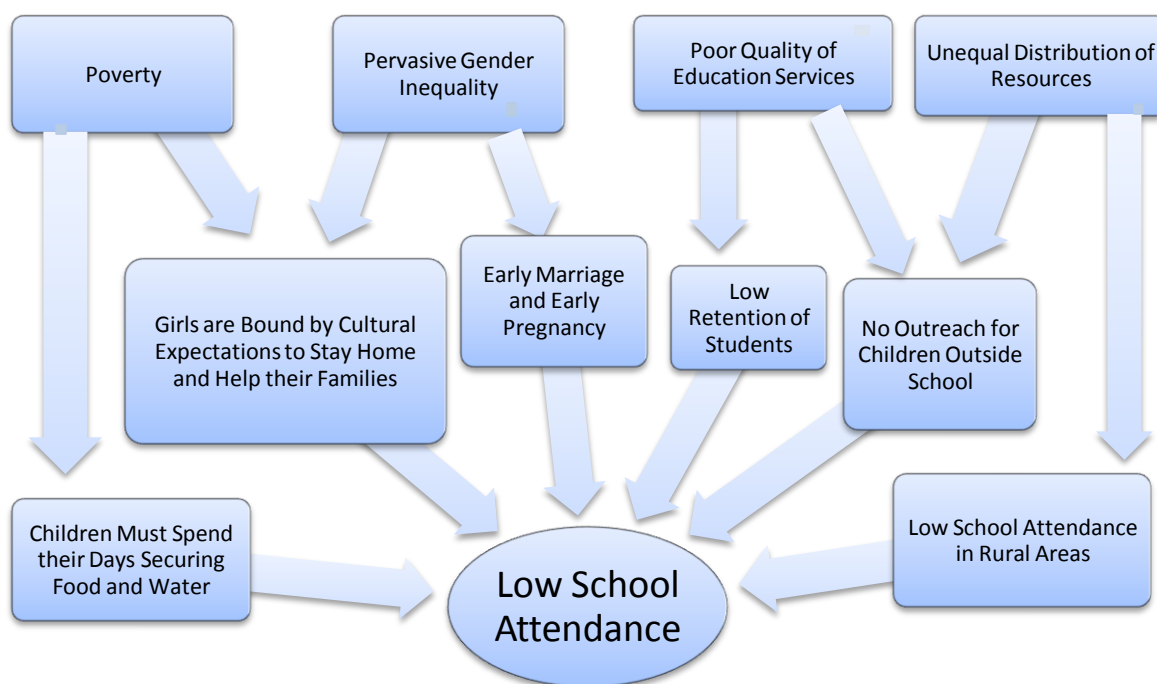 Poverty
Pervasive Gender
Inequality
Poor Quality of
Education Services
Unequal Distribution of
Resources
Girls are Bound by Cultural
Expectations to Stay Home
and Help their Families
Early Marriage
and Early
Pregnancy
Low
Retention of
Students
No Outreach for
Children Outside
School
Children Must Spend
their Days Securing
Food and Water
Low School Attendance
in Rural Areas
Low School
Attendance